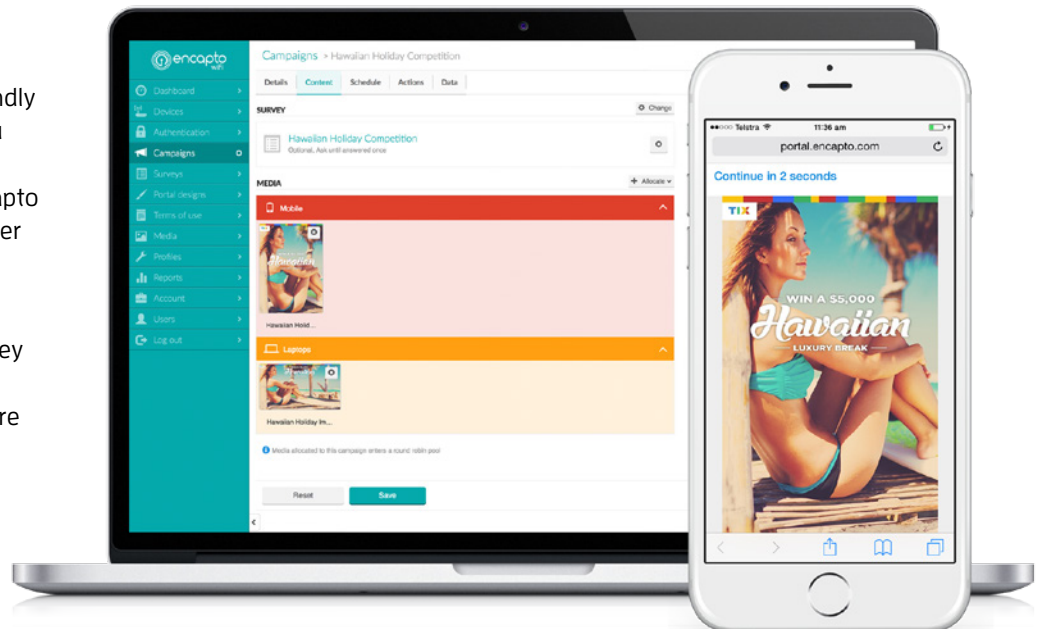 ndly
apto
er
ey
re
encapto
wifi
Dashboard
Devices
Authentication
Campaigns
Surveys
Portal designs
Terms of use
Media
Profiles
Reports
Account
Users
Log out
Campaigns > Hawaiian Holiday Competition
Details Content Schedule Actions Data
SURVEY
Change
Hawaiian Holiday Competition
Optional. Ask until answered once
MEDIA
+ Allocate
Mobile
Hawaiian Holid...
Laptops
Hawaiian Holiday Im...
Media allocated to this campaign enters a round robin pool
Reset Save
Telstra 11:36 am
portal.encapto.com
Continue in 2 seconds
TIX
WIN A $5,000
Hawaiian
LUXURY BREAK